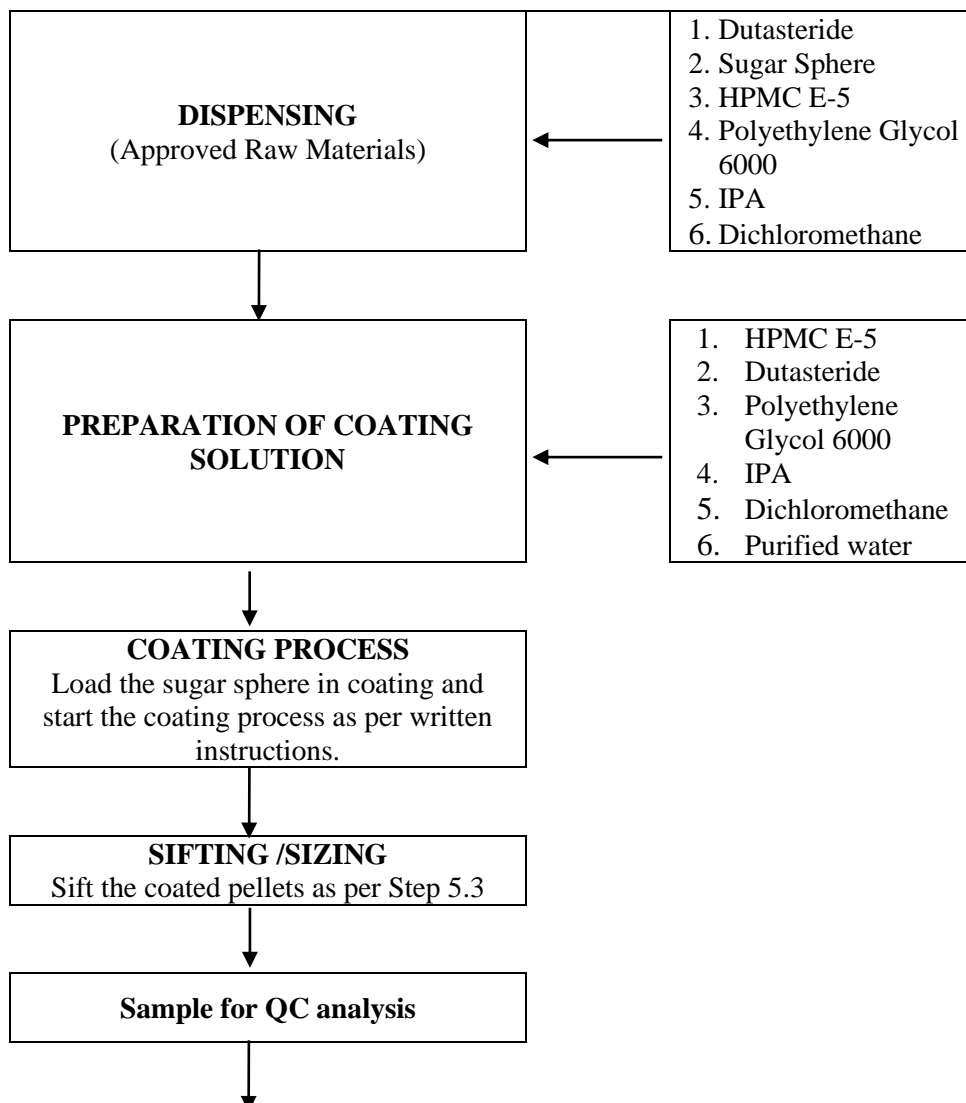 DISPENSING
(Approved Raw Materials)
1. Dutasteride
2. Sugar Sphere
3. HPMC E-5
4. Polyethylene Glycol
6000
5. IPA
6. Dichloromethane
PREPARATION OF COATING
SOLUTION
1. HPMC E-5
2. Dutasteride
3. Polyethylene
Glycol 6000
4. IPA
5. Dichloromethane
6. Purified water
COATING PROCESS
Load the sugar sphere in coating and
start the coating process as per written
instructions.
SIFTING /SIZING
Sift the coated pellets as per Step 5.3
Sample for QC analysis